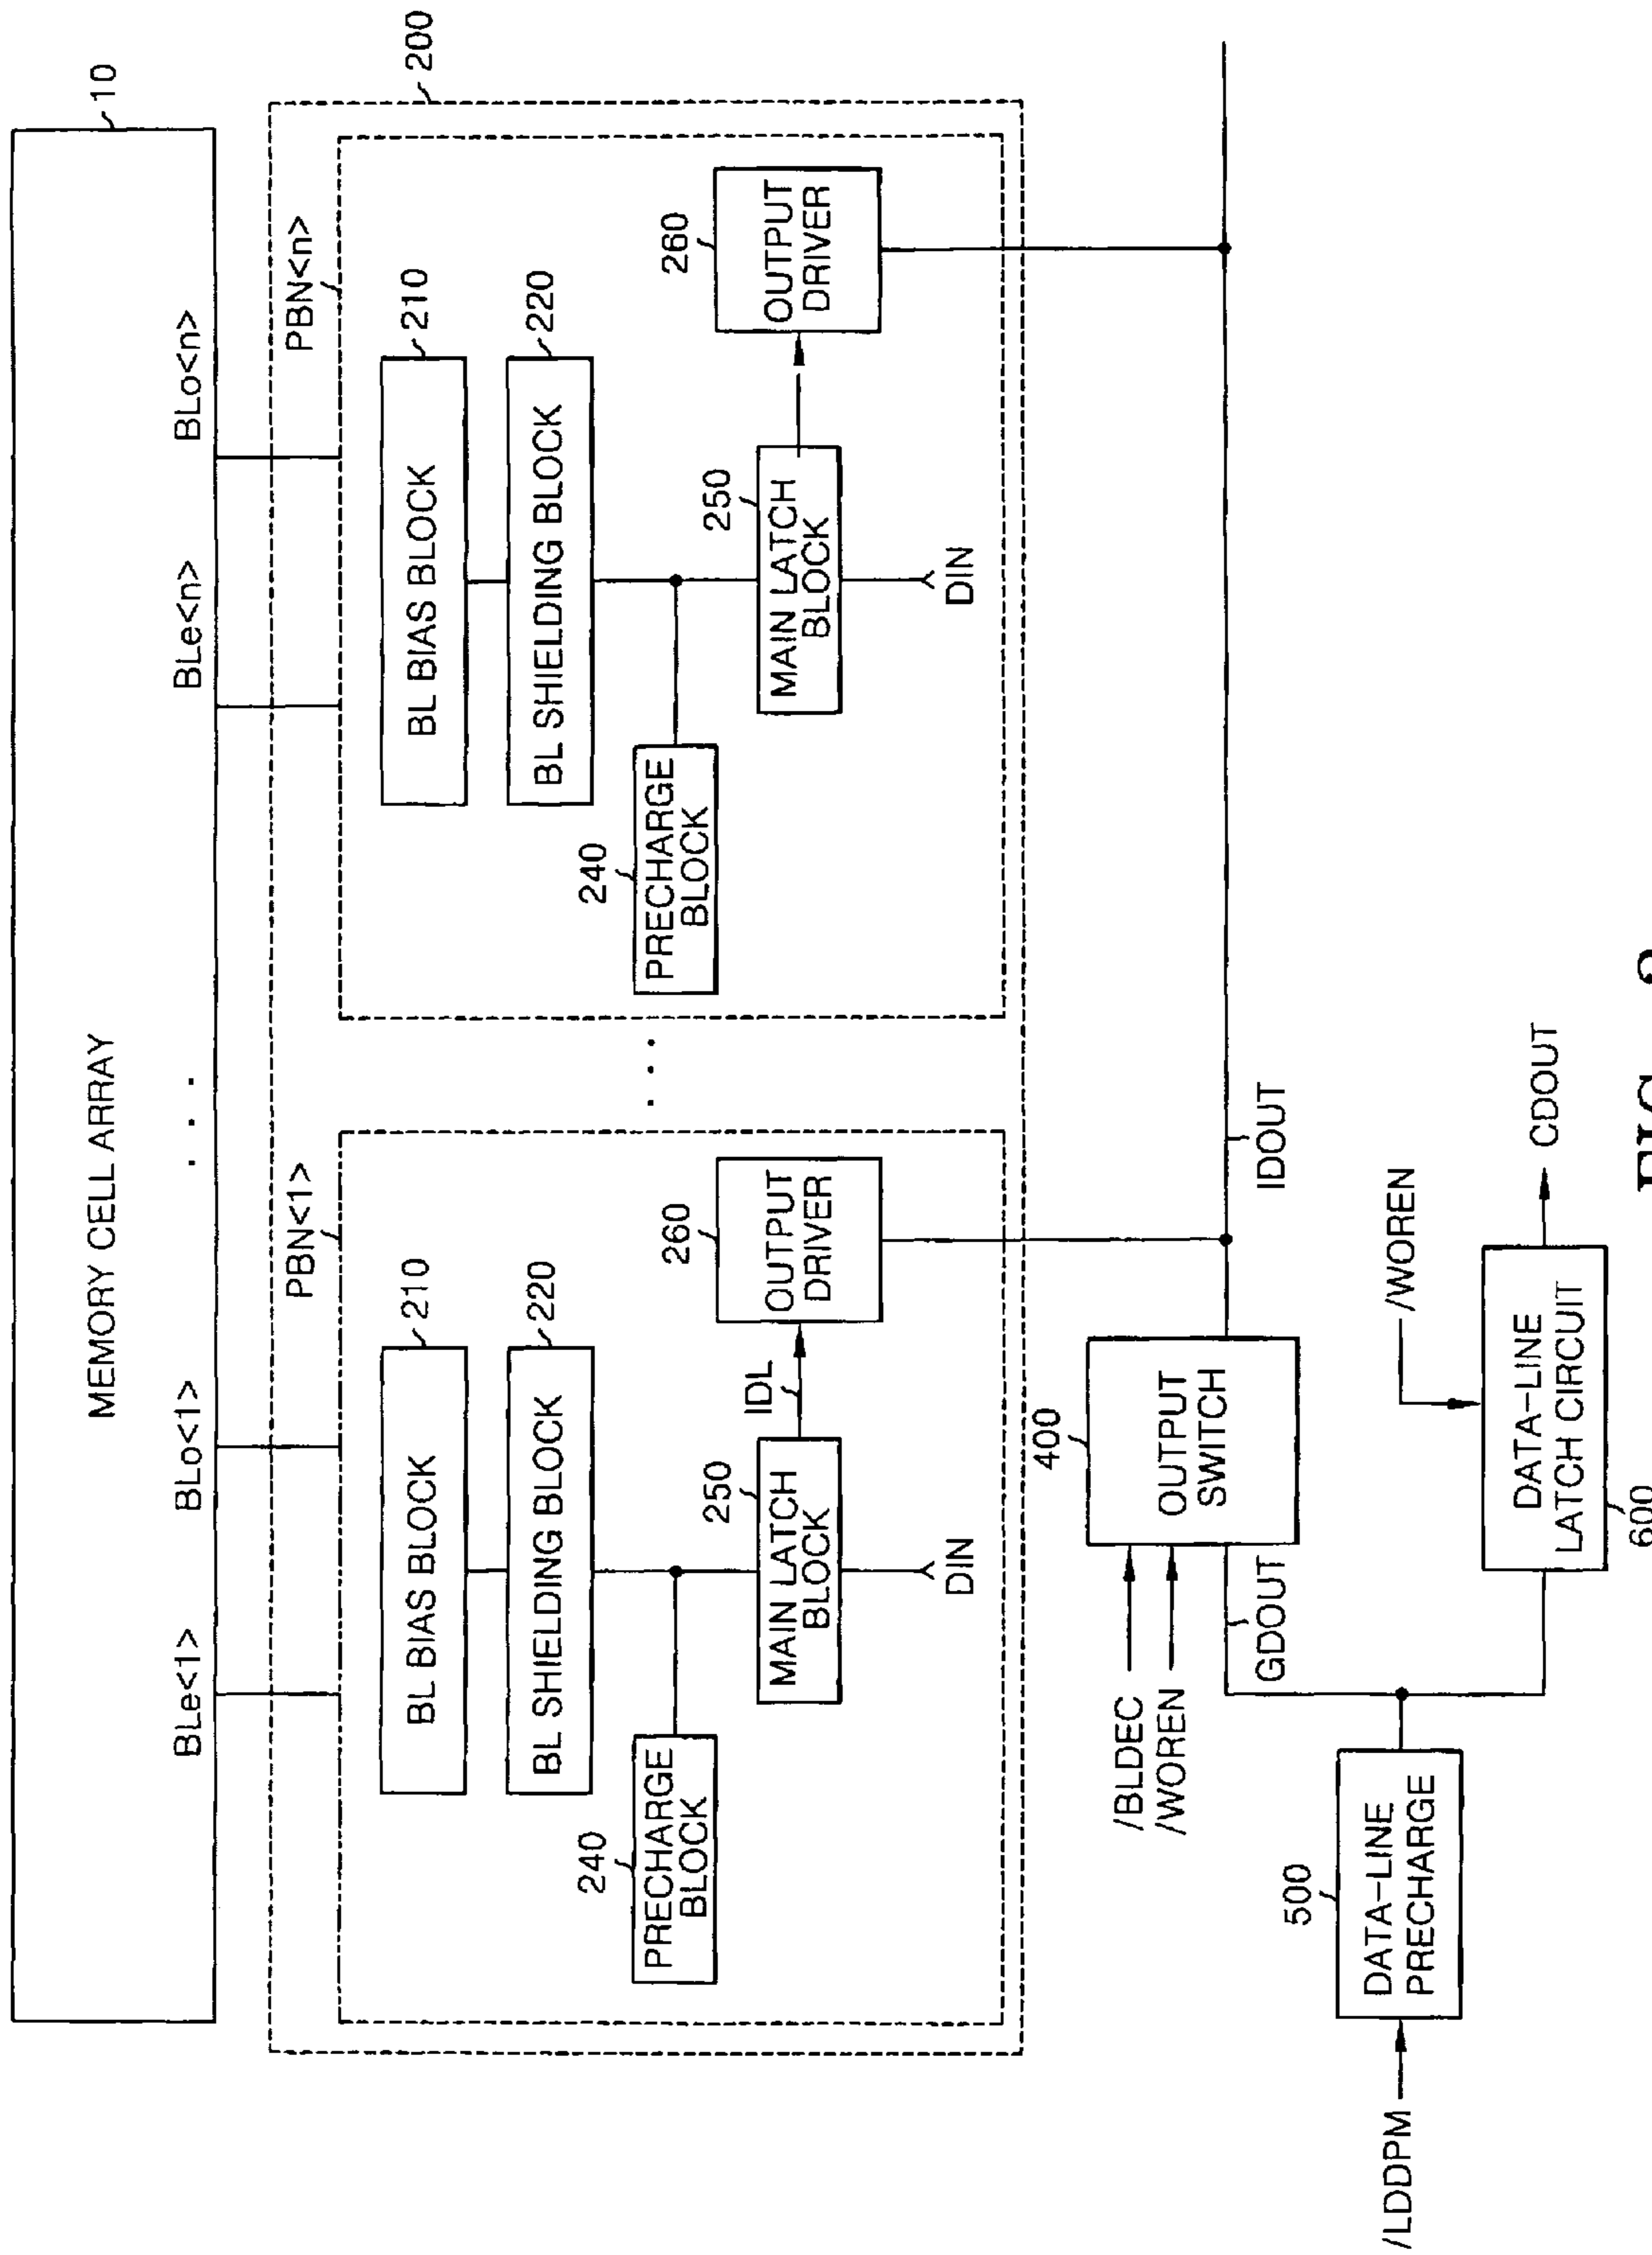 MEMORY CELL ARRAY
10
BLe<1>
BLo<1>
. . .
BLe<n>
BLo<n>
200
PBN<1>
BL BIAS BLOCK
210
BL SHIELDING BLOCK
220
240
PRECHARGE
BLOCK
250
MAIN LATCH
BLOCK
DIN
IDL
260
OUTPUT
DRIVER
. . .
PBN<n>
BL BIAS BLOCK
210
BL SHIELDING BLOCK
220
240
PRECHARGE
BLOCK
250
MAIN LATCH
BLOCK
DIN
260
OUTPUT
DRIVER
/BLDEC
/WOREN
400
OUTPUT
SWITCH
GDOUT
IDOUT
/LDDPM
500
DATA-LINE
PRECHARGE
/WOREN
DATA-LINE
LATCH CIRCUIT
600
CDOUT